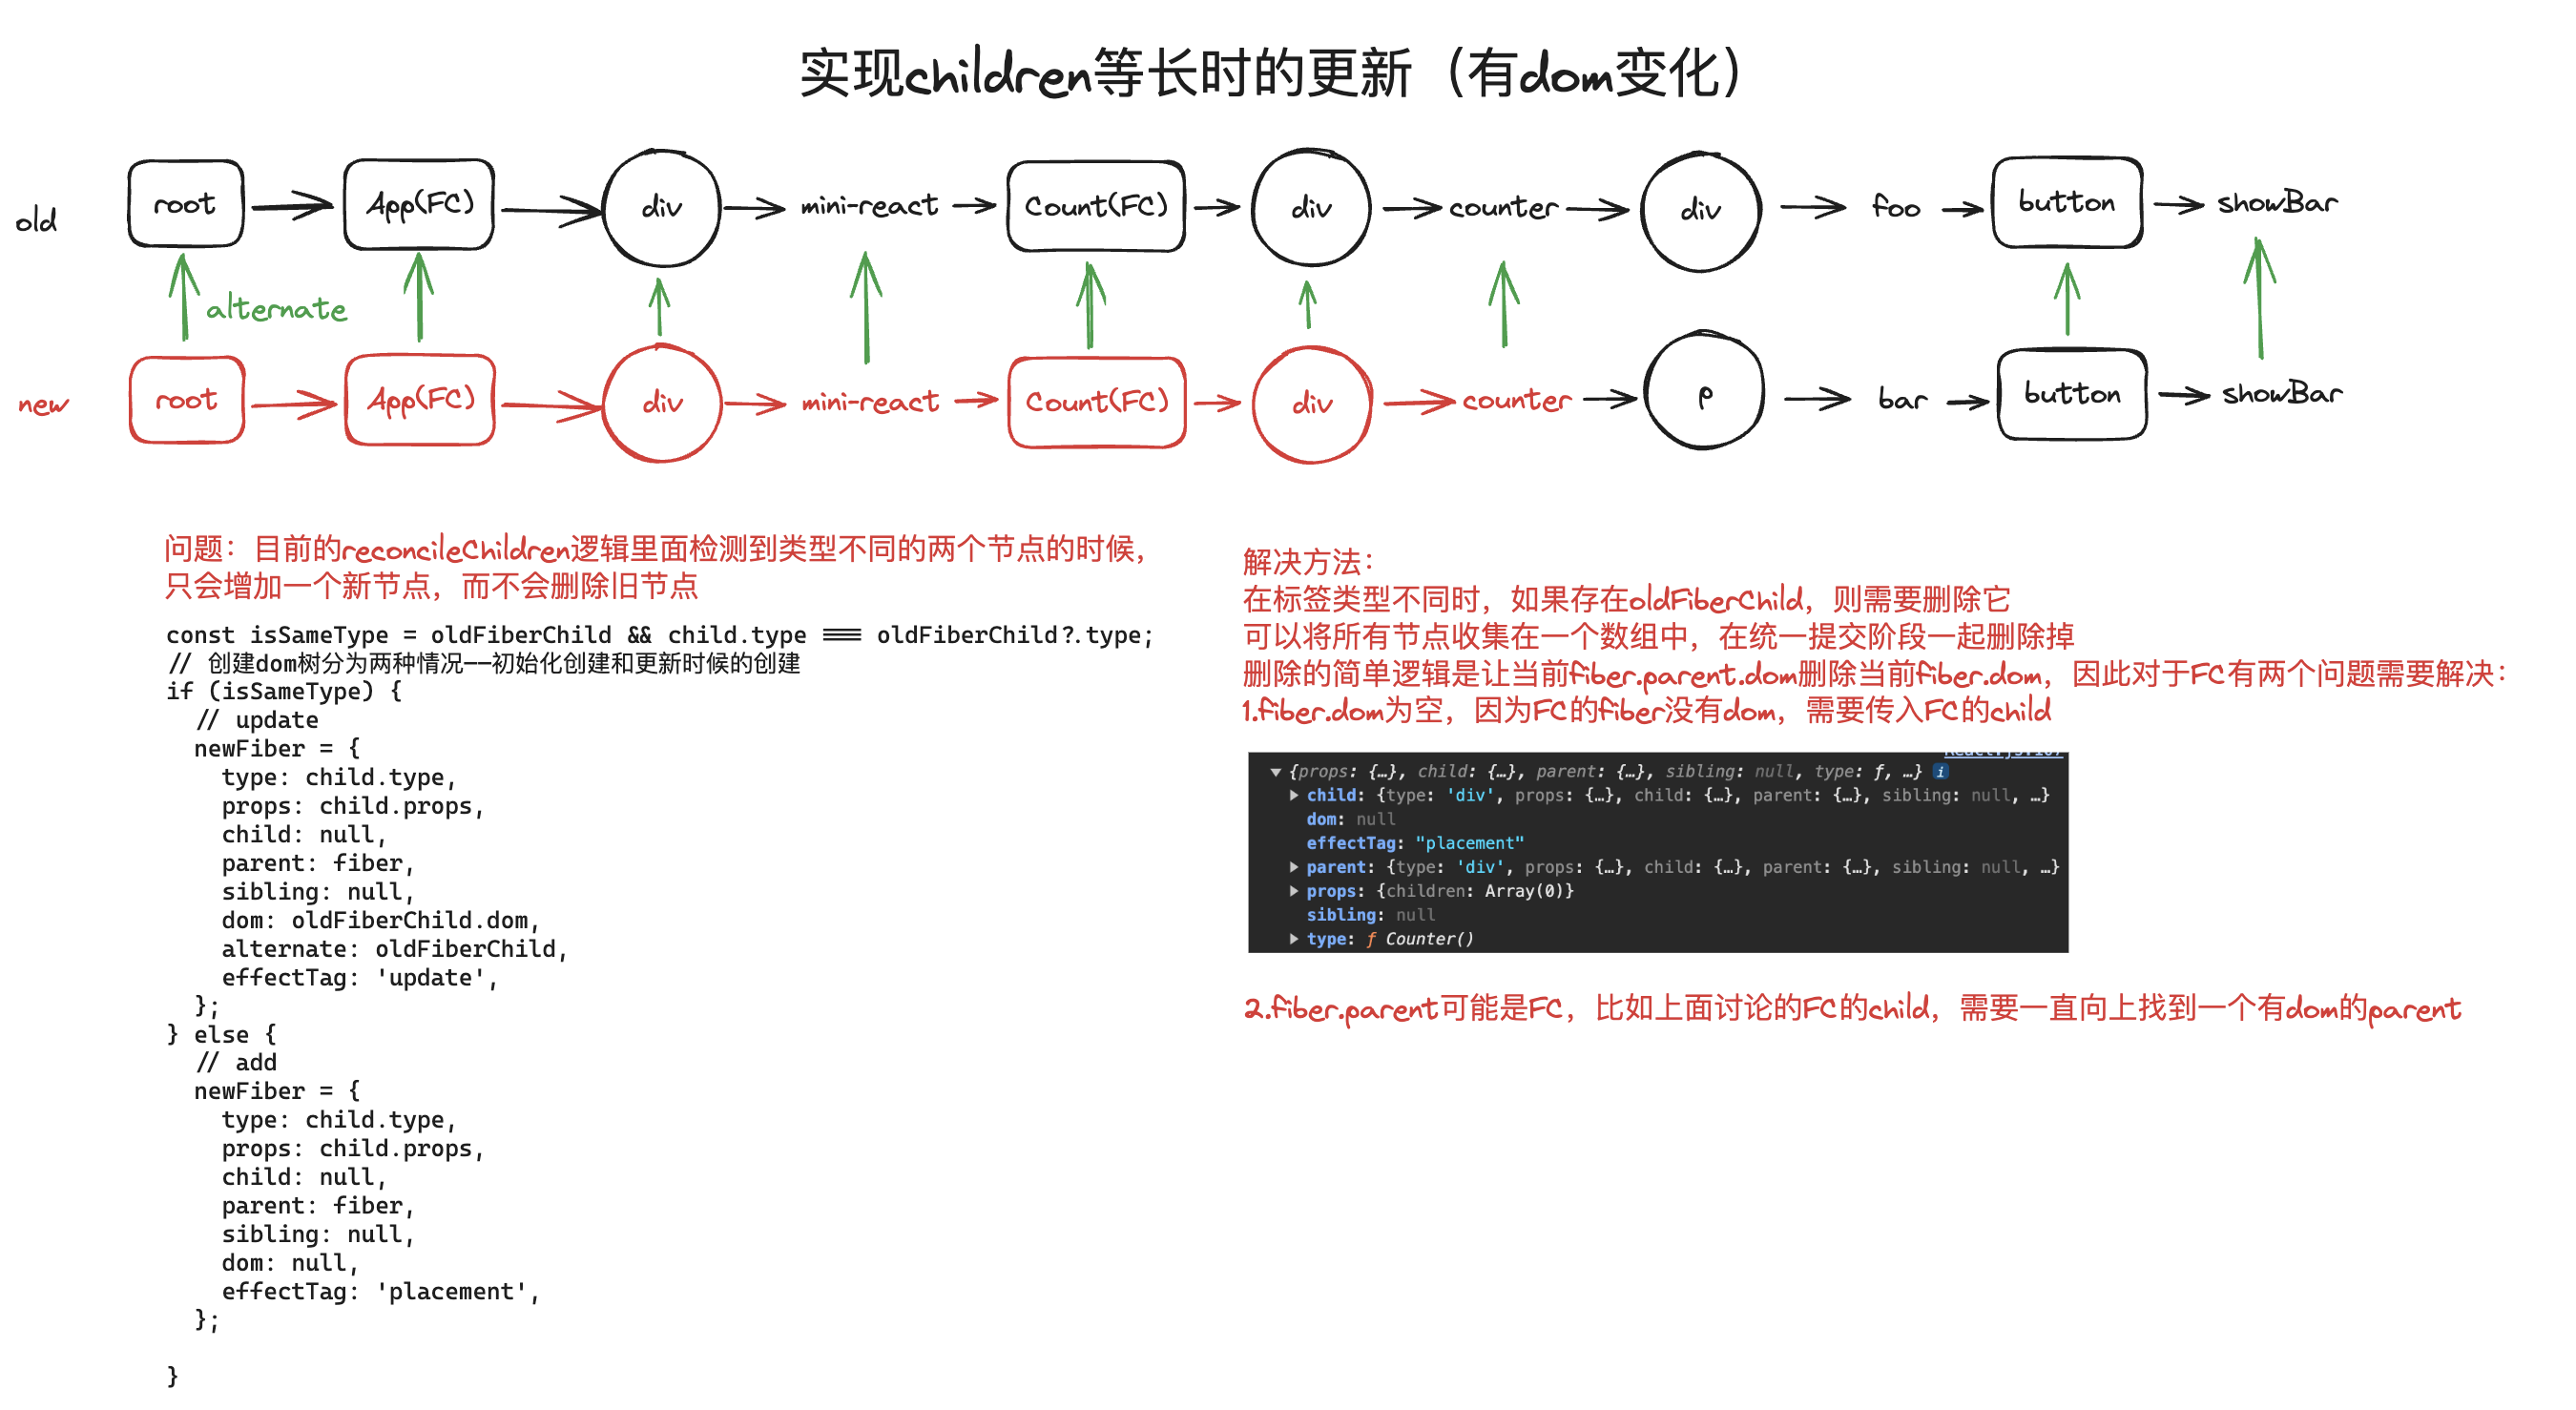 实现children等长时的更新（有dom变化）
old
root
App(FC)
div
mini-react
Count(FC)
div
counter
div
foo
button
showBar
alternate
new
root
App(FC)
div
mini-react
Count(FC)
div
counter
p
bar
button
showBar
问题：目前的reconcileChildren逻辑里面检测到类型不同的两个节点的时候，
只会增加一个新节点，而不会删除旧节点
const isSameType = oldFiberChild && child.type === oldFiberChild?.type;
// 创建dom树分为两种情况——初始化创建和更新时候的创建
if (isSameType) {
// update
newFiber = {
type: child.type,
props: child.props,
child: null,
parent: fiber,
sibling: null,
dom: oldFiberChild.dom,
alternate: oldFiberChild,
effectTag: 'update',
};
} else {
// add
newFiber = {
type: child.type,
props: child.props,
child: null,
parent: fiber,
sibling: null,
dom: null,
effectTag: 'placement',
};
}
解决方法：
在标签类型不同时，如果存在oldFiberChild，则需要删除它
可以将所有节点收集在一个数组中，在统一提交阶段一起删除掉
删除的简单逻辑是让当前fiber.parent.dom删除当前fiber.dom，因此对于FC有两个问题需要解决：
1.fiber.dom为空，因为FC的fiber没有dom，需要传入FC的child
▼ {props: {…}, child: {…}, parent: {…}, sibling: null, type: ƒ, …} i
▶ child: {type: 'div', props: {…}, child: {…}, parent: {…}, sibling: null, …}
dom: null
effectTag: "placement"
▶ parent: {type: 'div', props: {…}, child: {…}, parent: {…}, sibling: null, …}
▶ props: {children: Array(0)}
sibling: null
▶ type: ƒ Counter()
2.fiber.parent可能是FC，比如上面讨论的FC的child，需要一直向上找到一个有dom的parent